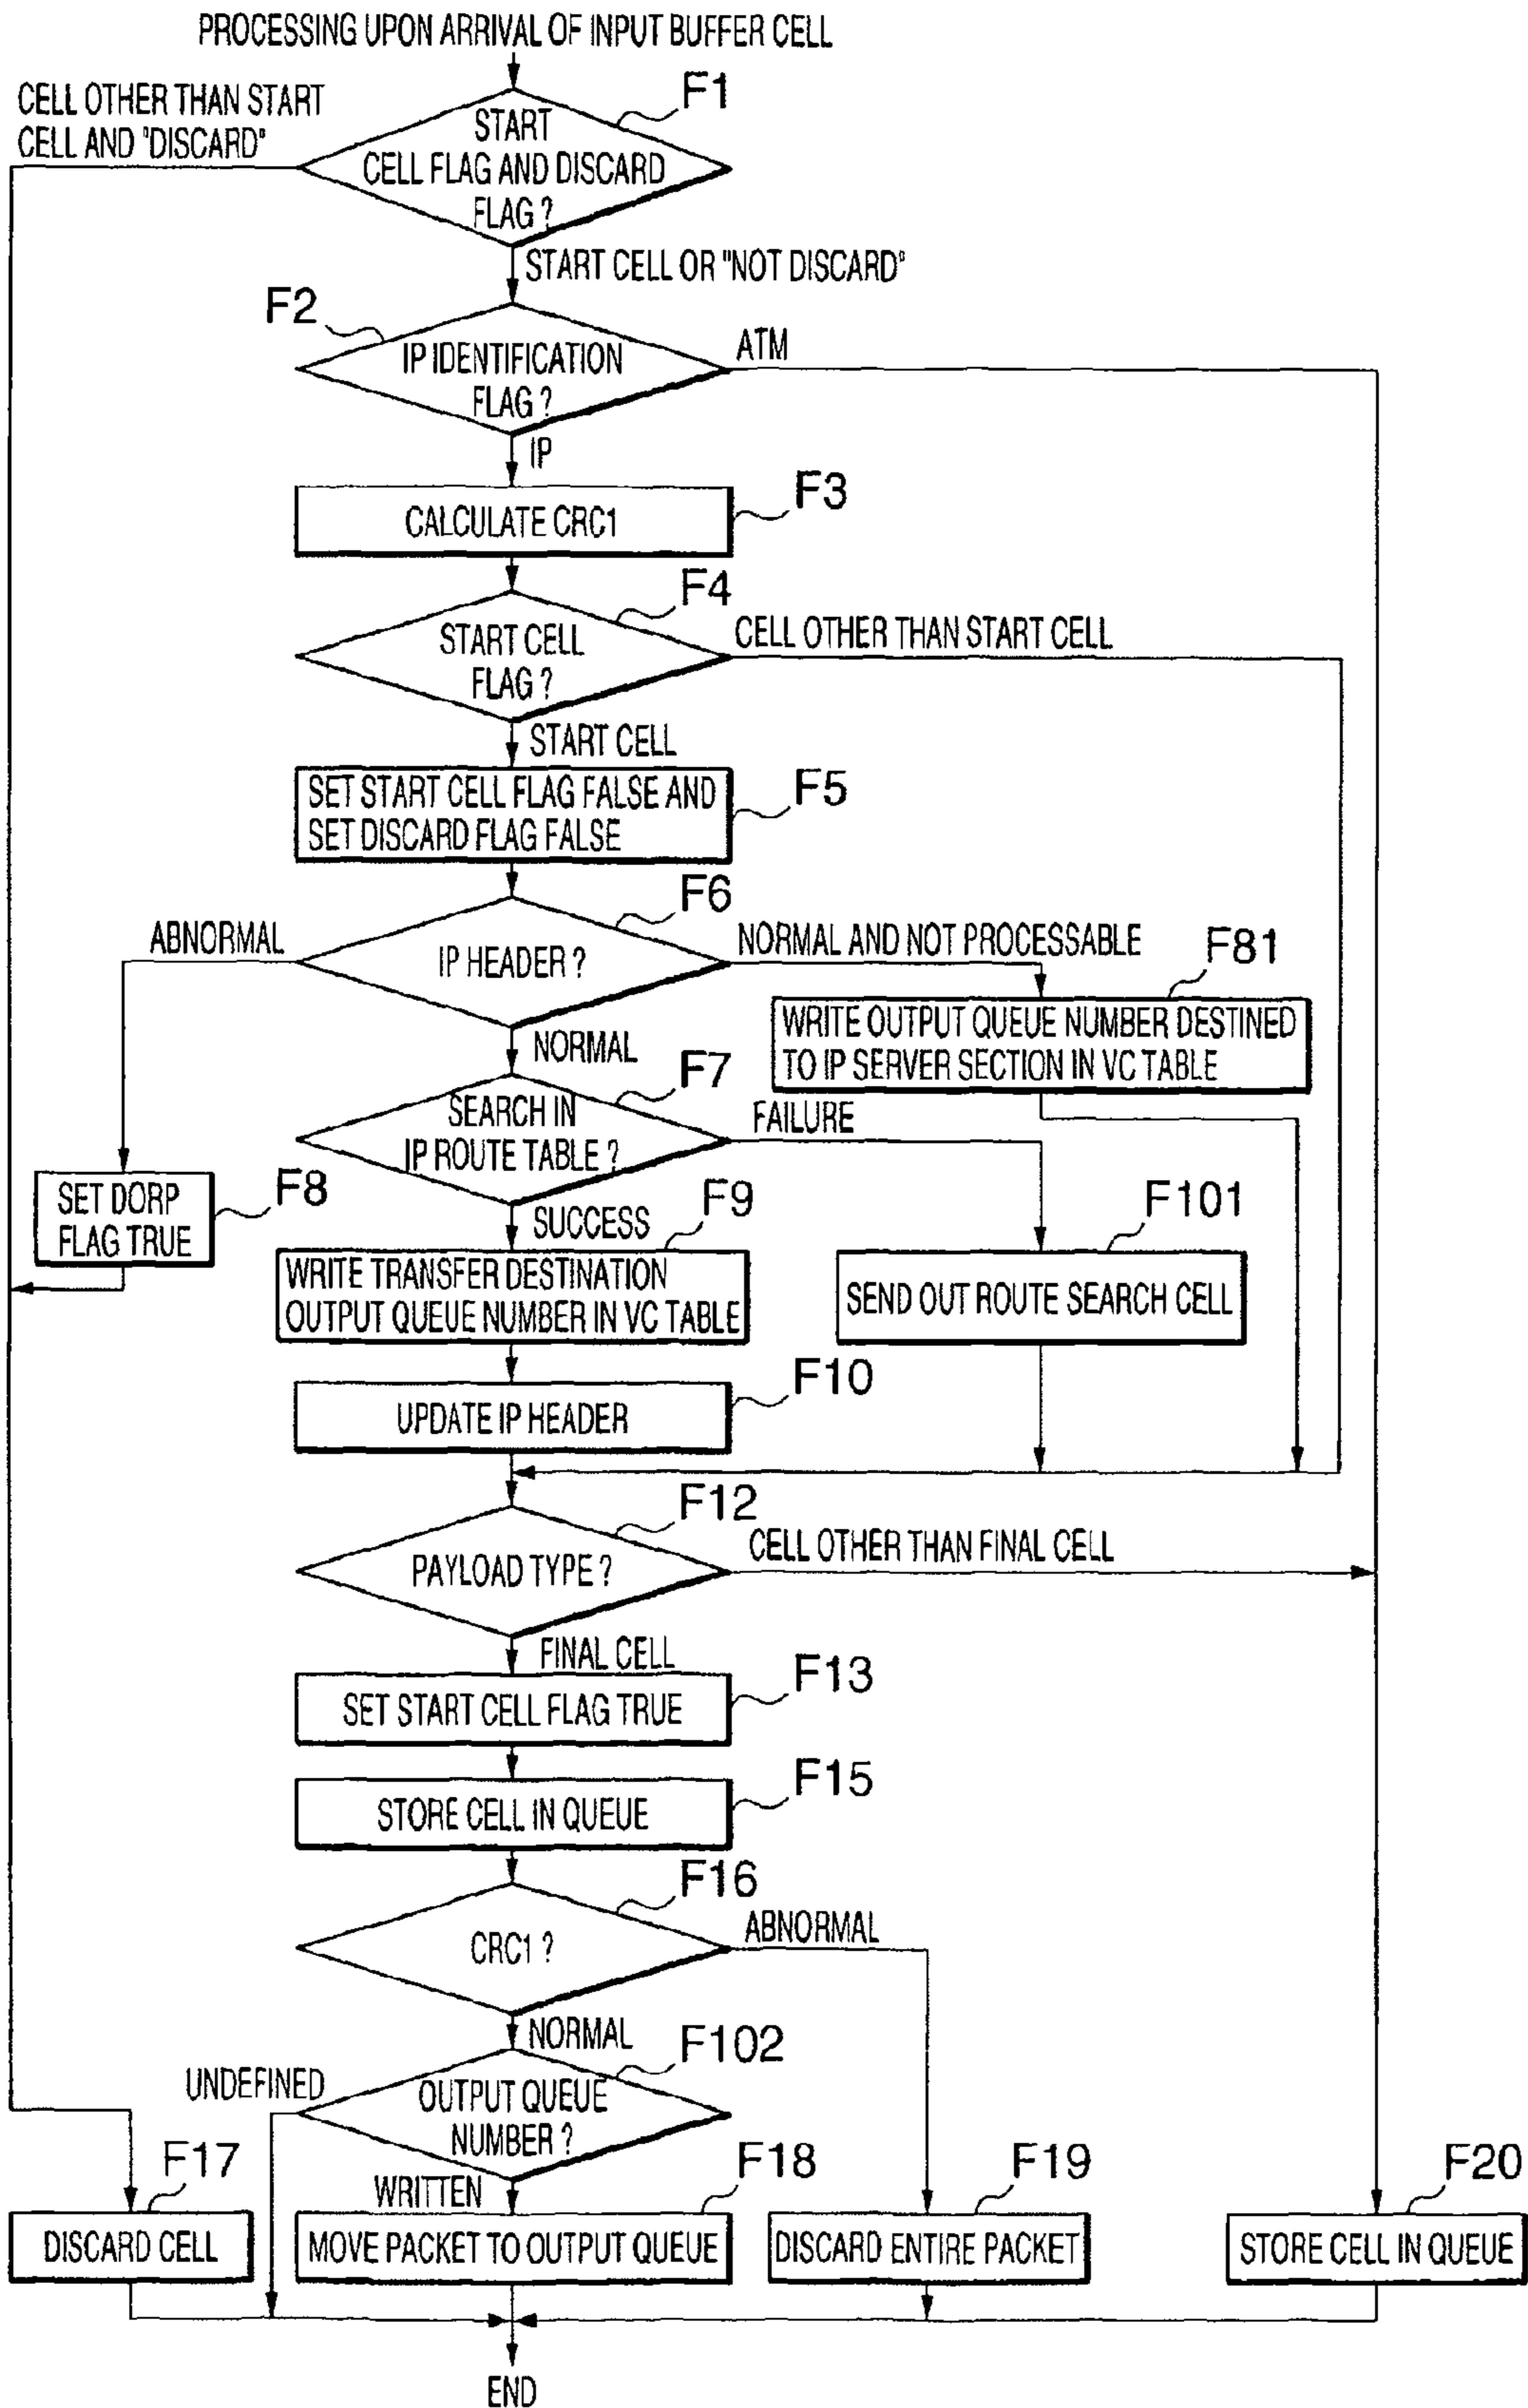 PROCESSING UPON ARRIVAL OF INPUT BUFFER CELL
CELL OTHER THAN START
CELL AND "DISCARD"
F1
START
CELL FLAG AND DISCARD
FLAG ?
START CELL OR "NOT DISCARD"
F2
IP IDENTIFICATION
FLAG ?
ATM
IP
CALCULATE CRC1
F3
F4
START CELL
FLAG ?
CELL OTHER THAN START CELL
START CELL
SET START CELL FLAG FALSE AND
SET DISCARD FLAG FALSE
F5
F6
ABNORMAL
IP HEADER ?
NORMAL AND NOT PROCESSABLE
F81
WRITE OUTPUT QUEUE NUMBER DESTINED
TO IP SERVER SECTION IN VC TABLE
NORMAL
F7
SEARCH IN
IP ROUTE TABLE ?
FAILURE
SET DORP
FLAG TRUE
F8
SUCCESS
F9
WRITE TRANSFER DESTINATION
OUTPUT QUEUE NUMBER IN VC TABLE
F101
SEND OUT ROUTE SEARCH CELL
F10
UPDATE IP HEADER
F12
PAYLOAD TYPE ?
CELL OTHER THAN FINAL CELL
FINAL CELL
F13
SET START CELL FLAG TRUE
F15
STORE CELL IN QUEUE
F16
CRC1 ?
ABNORMAL
NORMAL
F102
UNDEFINED
OUTPUT QUEUE
NUMBER ?
F17
DISCARD CELL
WRITTEN
F18
MOVE PACKET TO OUTPUT QUEUE
F19
DISCARD ENTIRE PACKET
F20
STORE CELL IN QUEUE
END